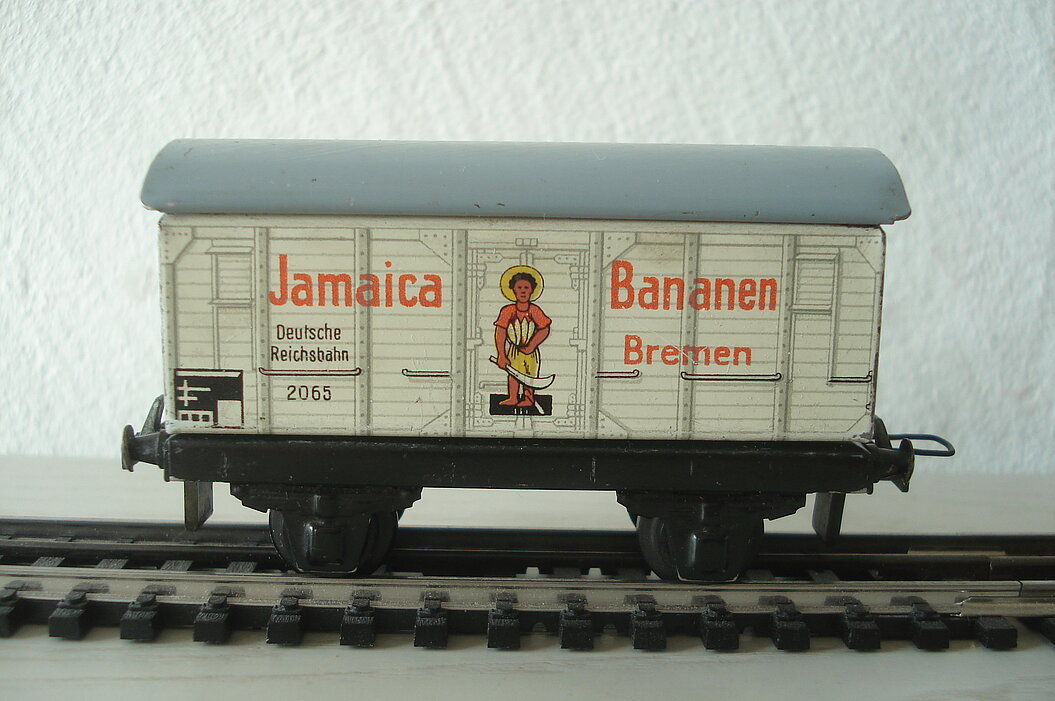 Jamaica
Bananen
Deutsche
Reichsbahn
Bremen
2065